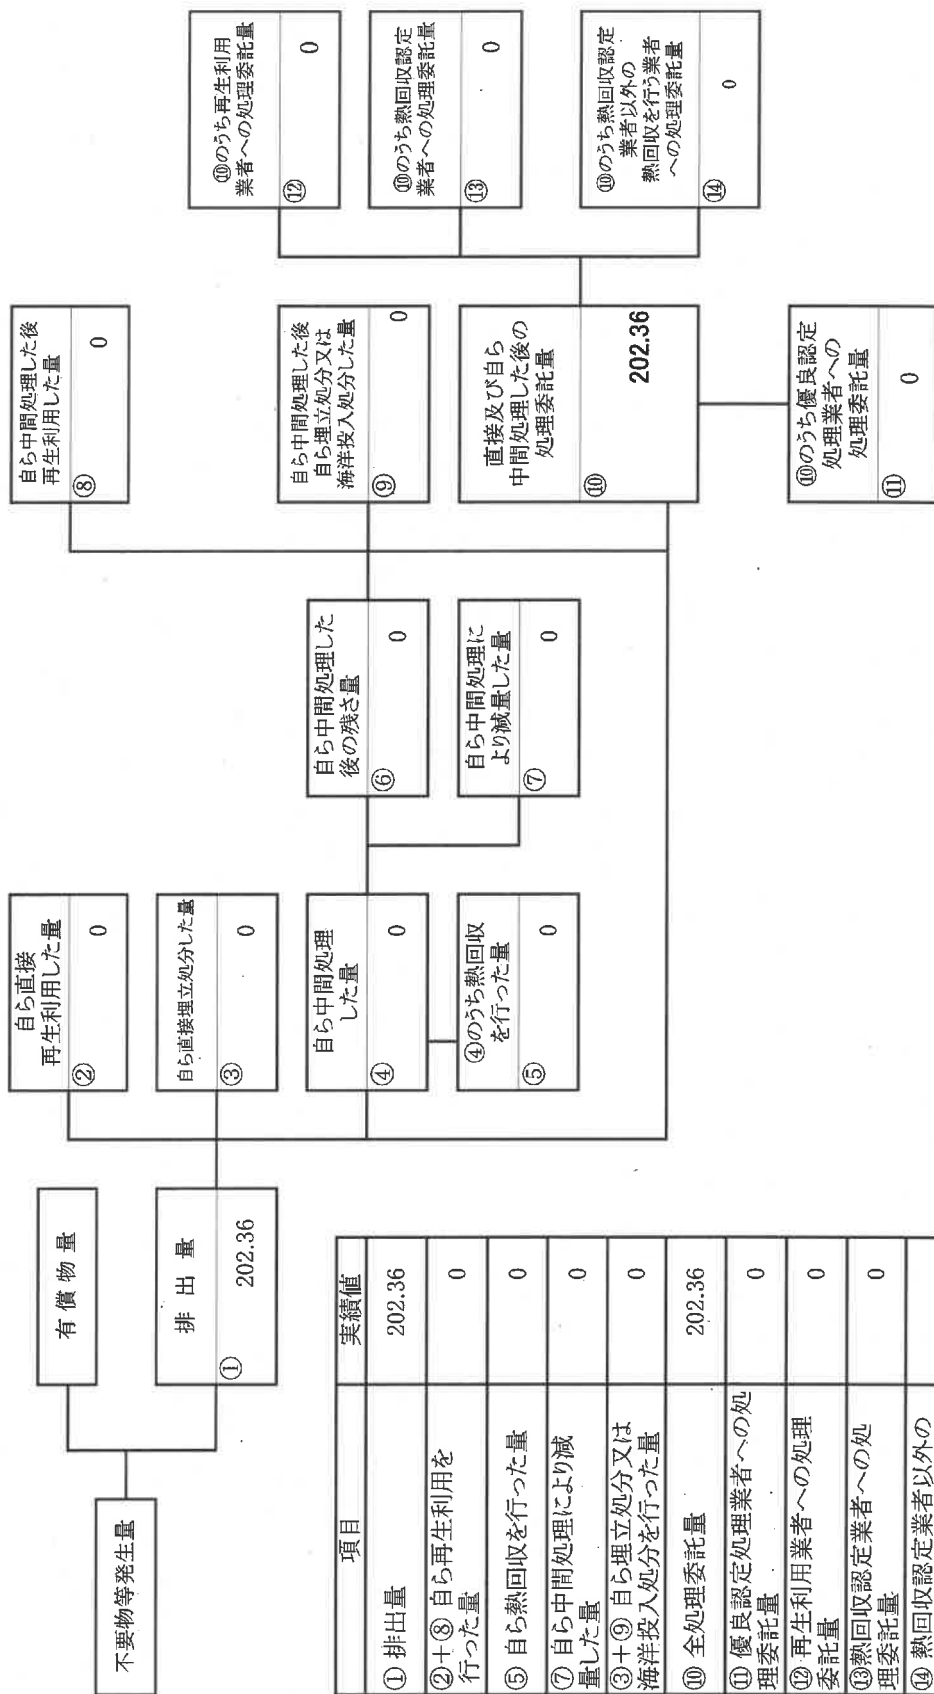 不要物等発生量
有償物量
排出量
①
202.36
自ら直接
再生利用した量
②
0
自ら直接埋立処分した量
③
0
自ら中間処理
した量
④
0
④のうち熱回収
を行った量
⑤
0
自ら中間処理した
後の残さ量
⑥
0
自ら中間処理に
より減量した量
⑦
0
自ら中間処理した後
再生利用した量
⑧
0
自ら中間処理した後
自ら埋立処分又は
海洋投入処分した量
⑨
0
直接及び自ら
中間処理した後の
処理委託量
⑩
202.36
⑩のうち優良認定
処理業者への
処理委託量
⑪
0
⑩のうち再生利用
業者への処理委託量
⑫
0
⑩のうち熱回収認定
業者への処理委託量
⑬
0
⑩のうち熱回収認定
業者以外の
熱回収を行う業者
への処理委託量
⑭
0
項目 実績値
①排出量 202.36
②+⑧ 自ら再生利用を
行った量 0
⑤ 自ら熱回収を行った量 0
⑦ 自ら中間処理により減
量した量 0
③+⑨ 自ら埋立処分又は
海洋投入処分を行った量 0
⑩ 全処理委託量 202.36
⑪ 優良認定処理業者への処
理委託量 0
⑫ 再生利用業者への処理
委託量 0
⑬熱回収認定業者への処
理委託量 0
⑭ 熱回収認定業者以外の